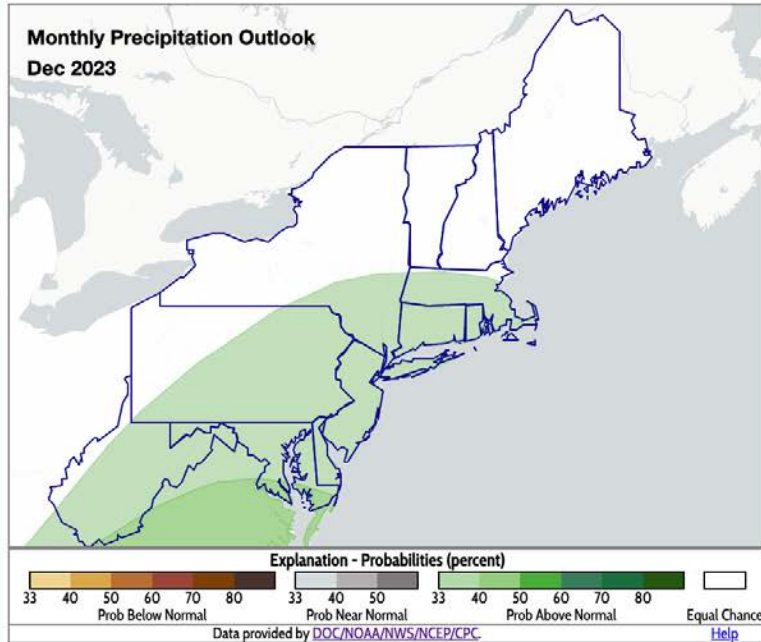 Monthly Precipitation Outlook
Dec 2023
Explanation - Probabilities (percent)
33 40 50 70 80 33 40 50 33 40 50 70 80
Prob Below Normal Prob Near Normal Prob Above Normal Equal Chance
Data provided by DOC/NOAA/NWS/NCEP/CPC. Help